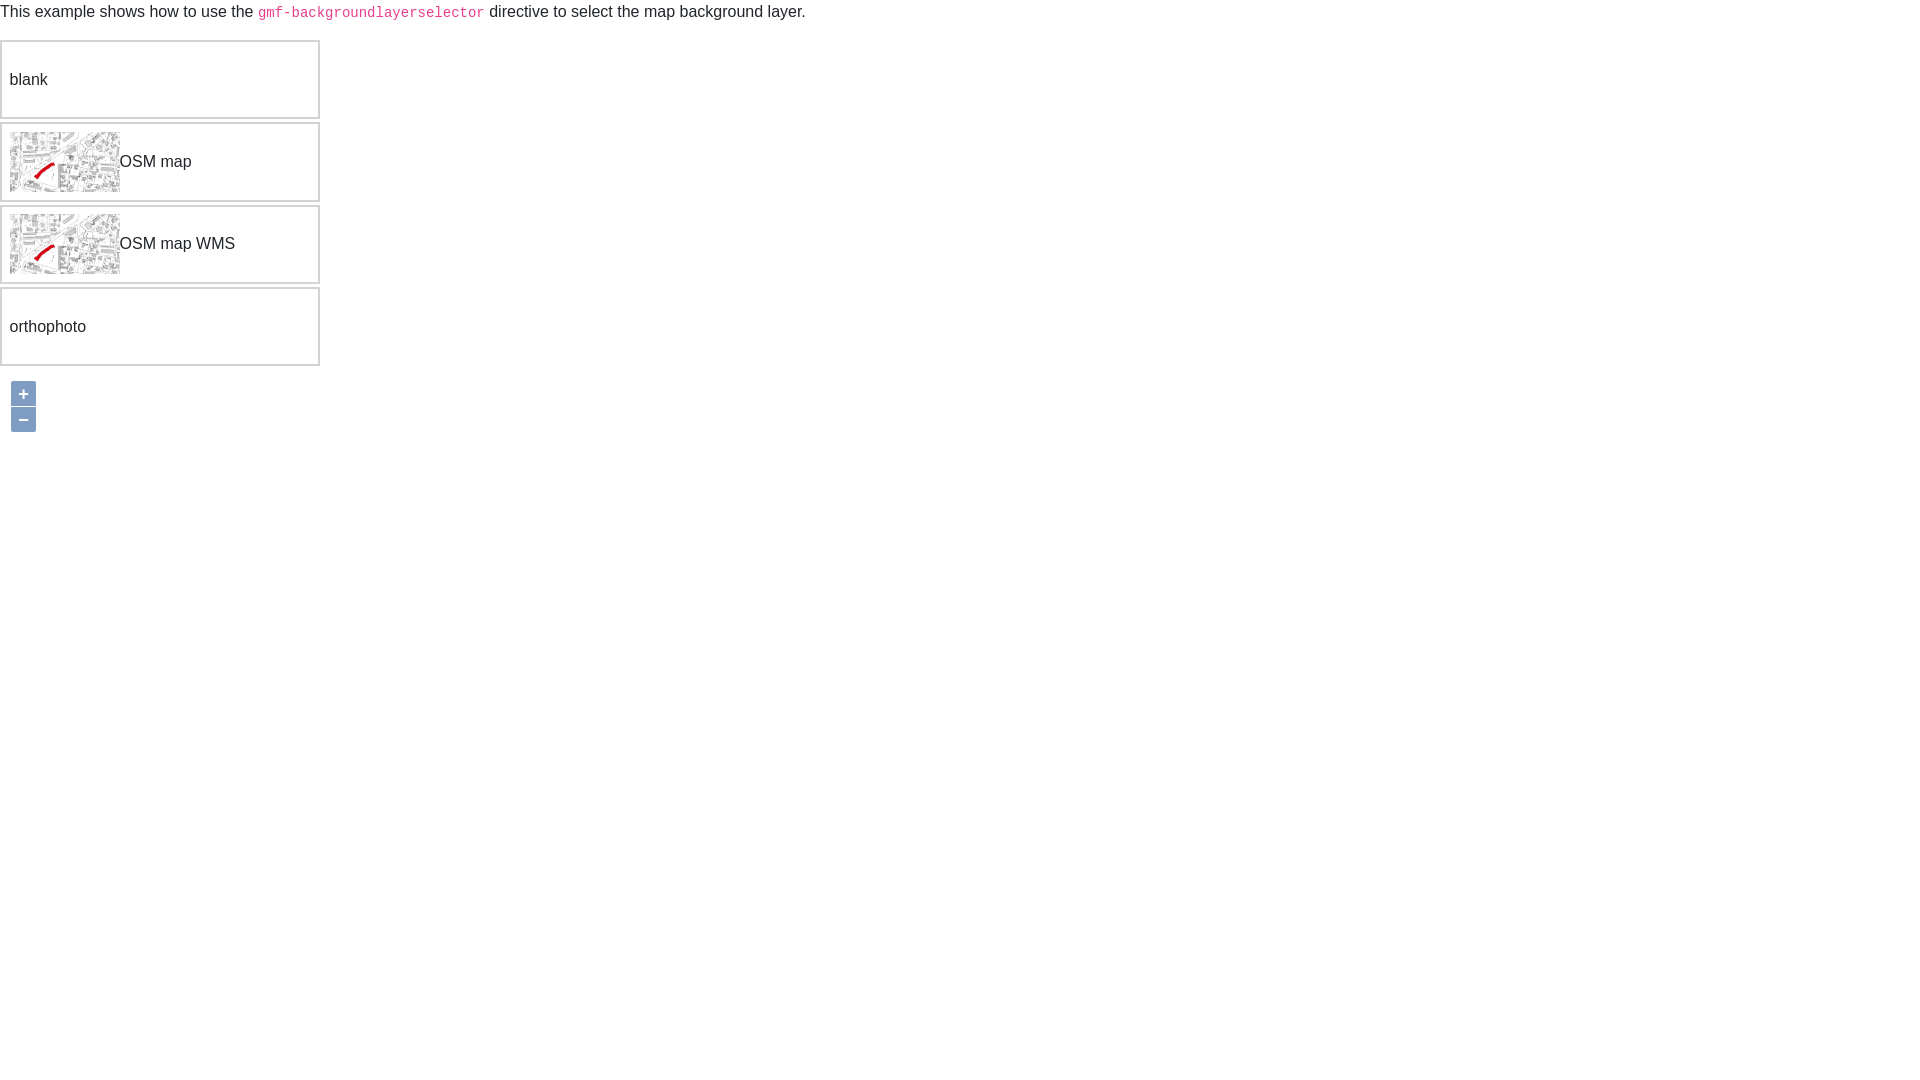 This example shows how to use the gmf-backgroundlayerselector directive to select the map background layer.
blank
OSM map
OSM map WMS
orthophoto
+
–